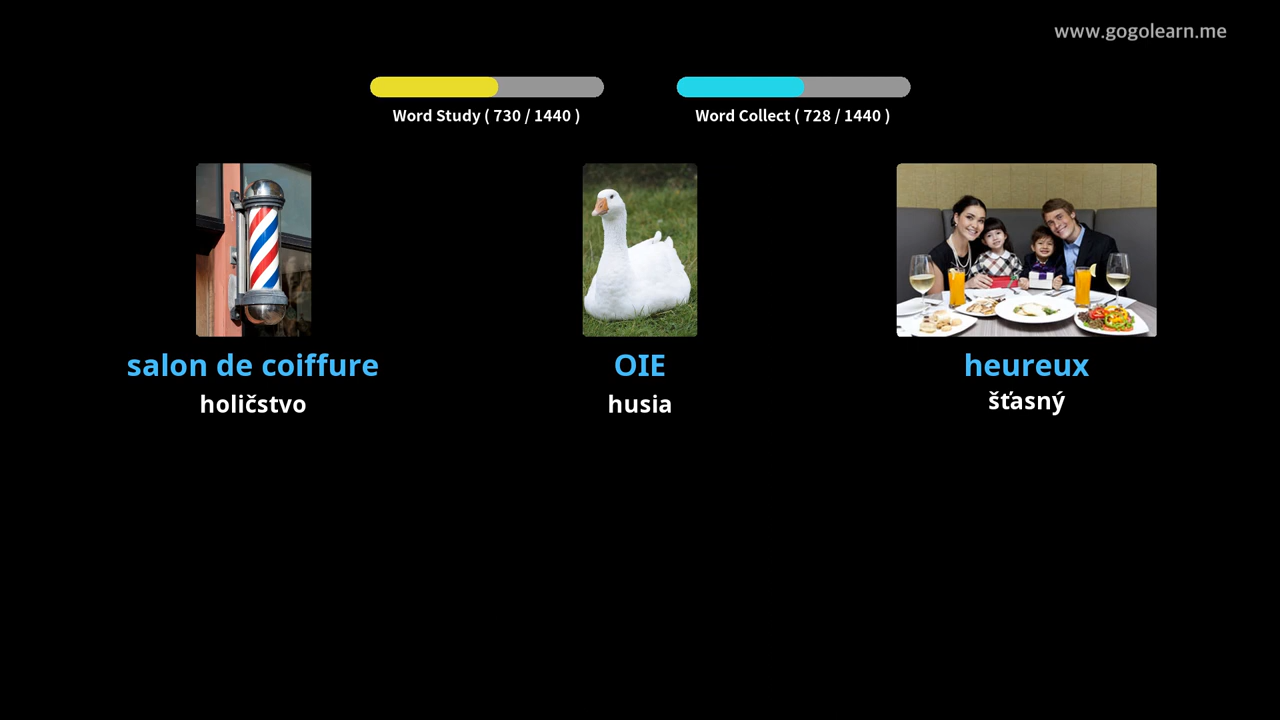 www.gogolearn.me
Word Study ( 730 / 1440 )
Word Collect ( 728 / 1440 )
salon de coiffure
OIE
heureux
holičstvo
husia
šťasný